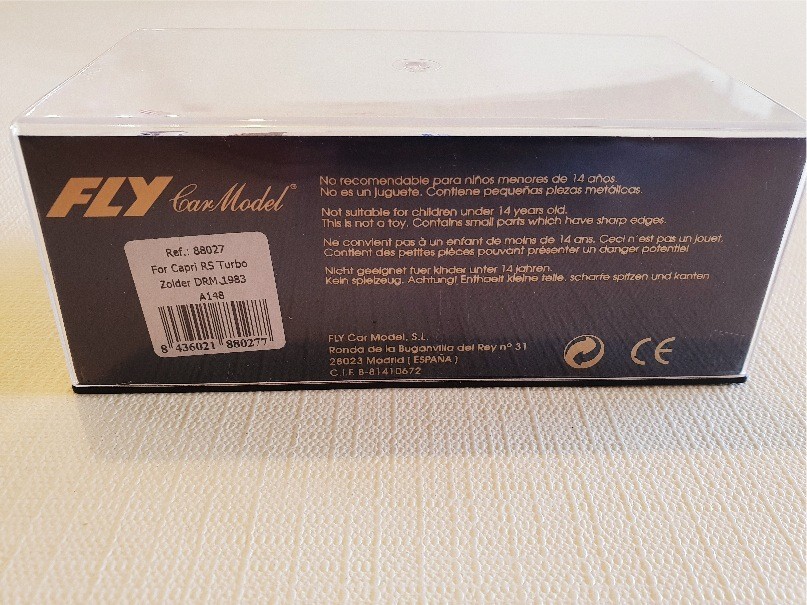 FLY Car Model®
Ref.: 88027
For Capri RS Turbo
Zolder DRM 1983
A148
8 436021 880277
No recomendable para niños menores de 14 años.
No es un juguete. Contiene pequeñas piezas metálicas.
Not suitable for children under 14 years old.
This is not a toy. Contains small parts which have sharp edges.
Ne convient pas à un enfant de moins de 14 ans. Ceci n'est pas un jouet.
Contient des petites pièces pouvant présenter un danger potentiel
Nicht geeignet fuer kinder unter 14 jahren.
Kein spielzeug. Achtung! Enthaelt kleine teile, scharfe spitzen und kanten
FLY Car Model, S.L.
Ronda de la Buganvilla del Rey nº 31
28023 Madrid ( ESPAÑA )
C.I.F. B-81410672
CE